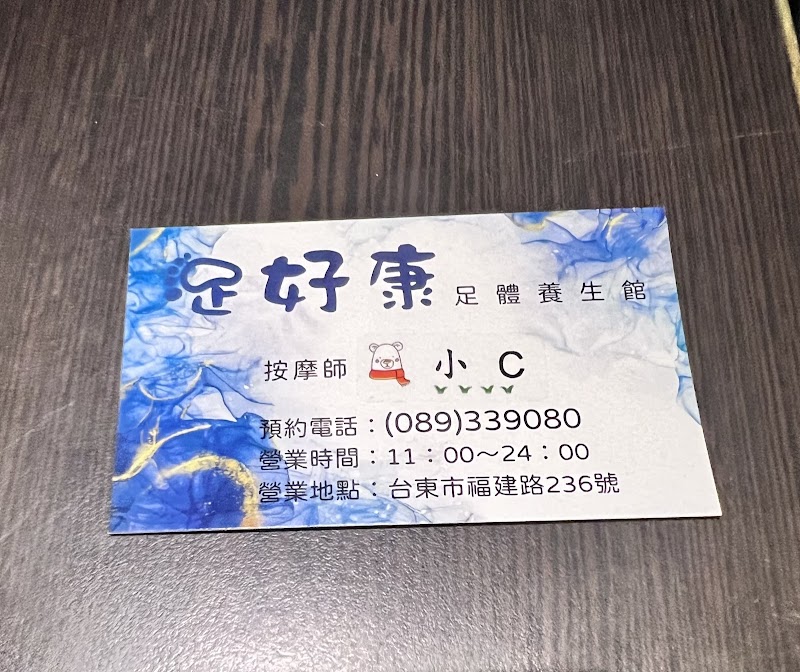 足好康 足體養生館
按摩師 小 C
預約電話：(089)339080
營業時間：11：00～24：00
營業地點：台東市福建路236號